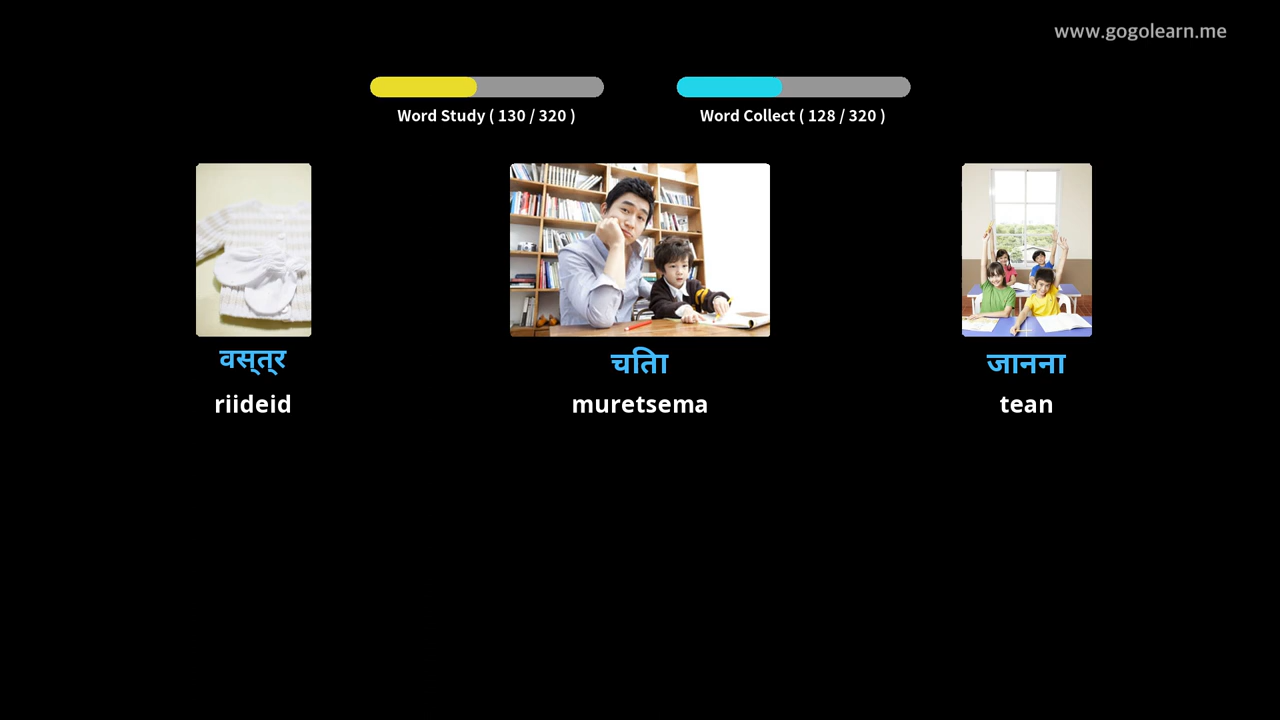 www.gogolearn.me
Word Study ( 130 / 320 )
Word Collect ( 128 / 320 )
वस्त्र
चिता
जानना
riideid
muretsema
tean